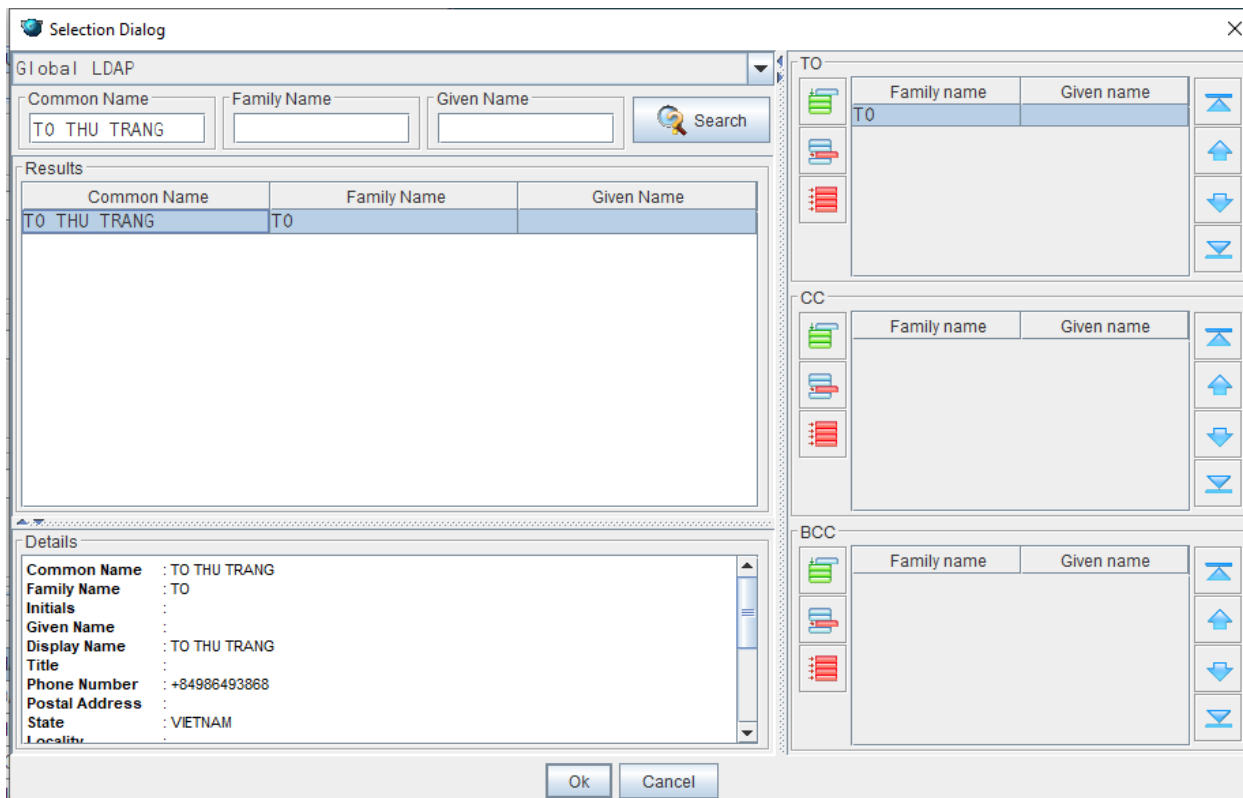 Selection Dialog
Global LDAP
Common Name Family Name Given Name
TO THU TRANG
Search
Results
Common Name Family Name Given Name
TO THU TRANG TO
Details
Common Name : TO THU TRANG
Family Name : TO
Initials :
Given Name :
Display Name : TO THU TRANG
Title :
Phone Number : +84986493868
Postal Address :
State : VIETNAM
Locality :
TO
Family name Given name
TO
CC
Family name Given name
BCC
Family name Given name
Ok Cancel